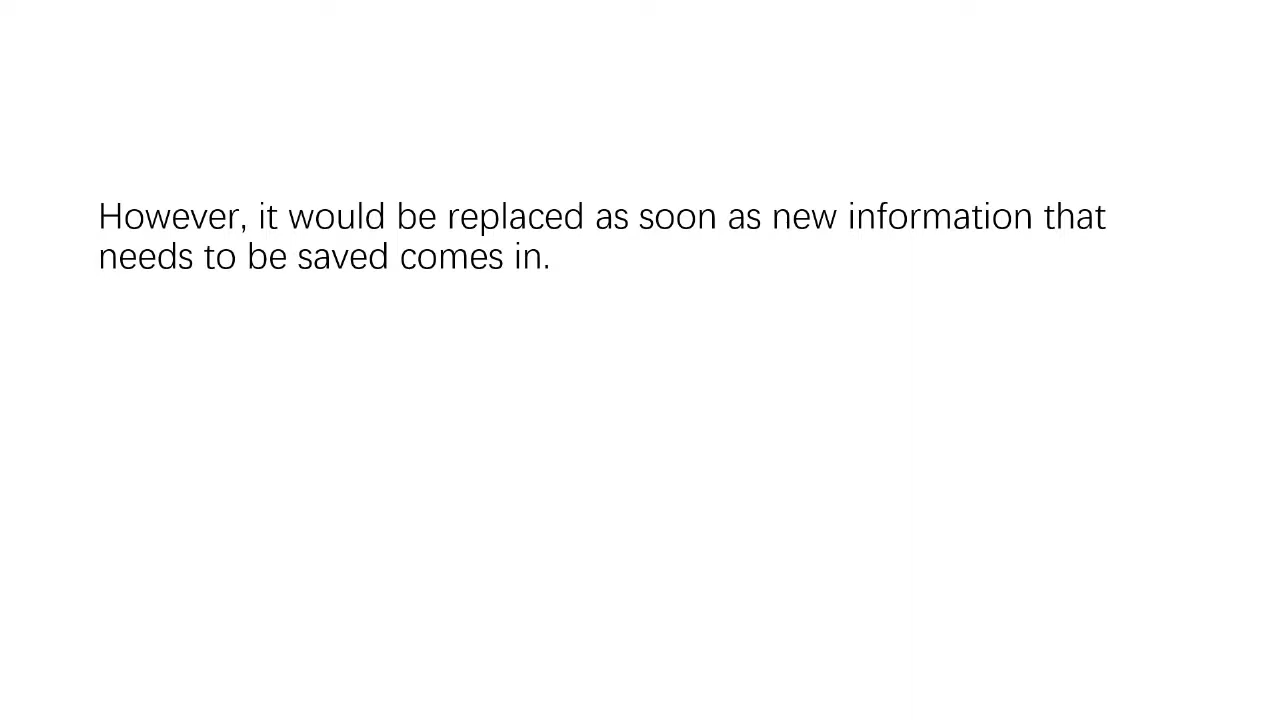 However, it would be replaced as soon as new information that
needs to be saved comes in.